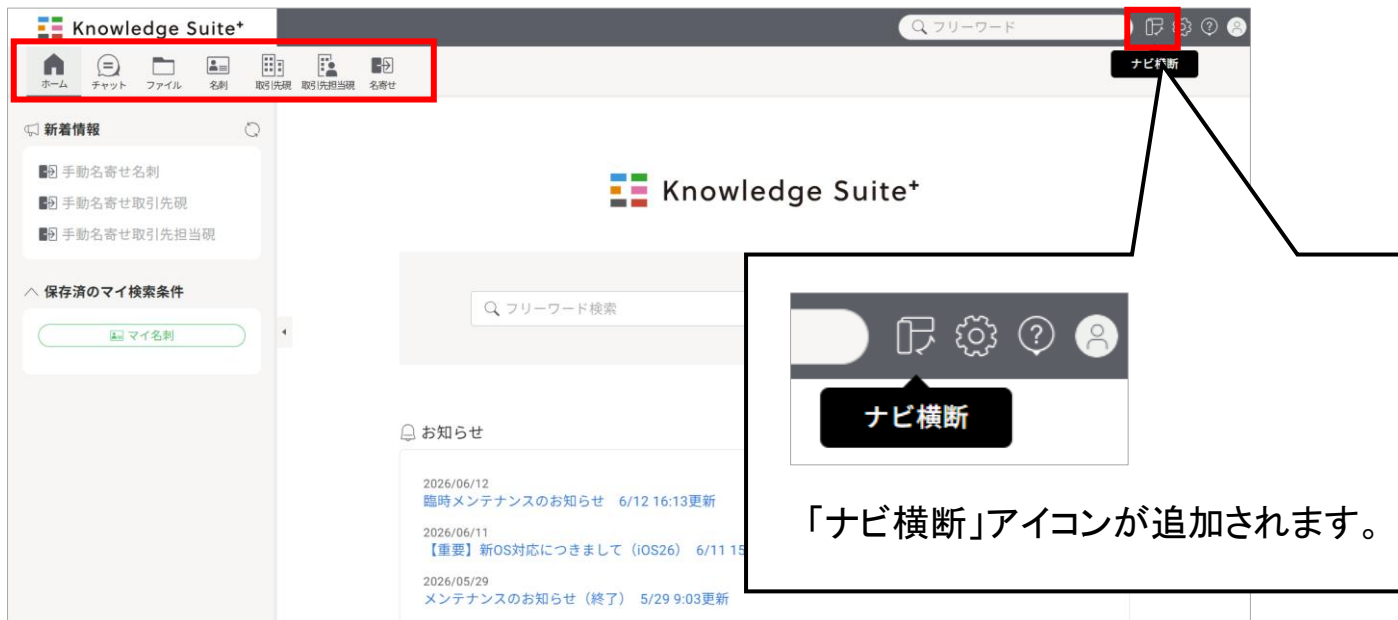 Knowledge Suite+
フリーワード
ナビ横断
ホーム
チャット
ファイル
名刺
取引先硯
取引先担当硯
名寄せ
新着情報
手動名寄せ名刺
手動名寄せ取引先硯
手動名寄せ取引先担当硯
保存済のマイ検索条件
マイ名刺
Knowledge Suite+
フリーワード検索
お知らせ
2026/06/12
臨時メンテナンスのお知らせ 6/12 16:13更新
2026/06/11
【重要】新OS対応につきまして（iOS26） 6/11 15
2026/05/29
メンテナンスのお知らせ（終了） 5/29 9:03更新
ナビ横断
「ナビ横断」アイコンが追加されます。